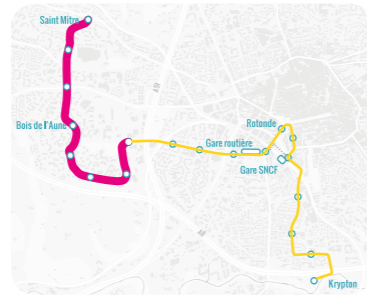 Saint Mitre
Bois de l'Aune
Rotonde
Gare routière
Gare SNCF
Krypton